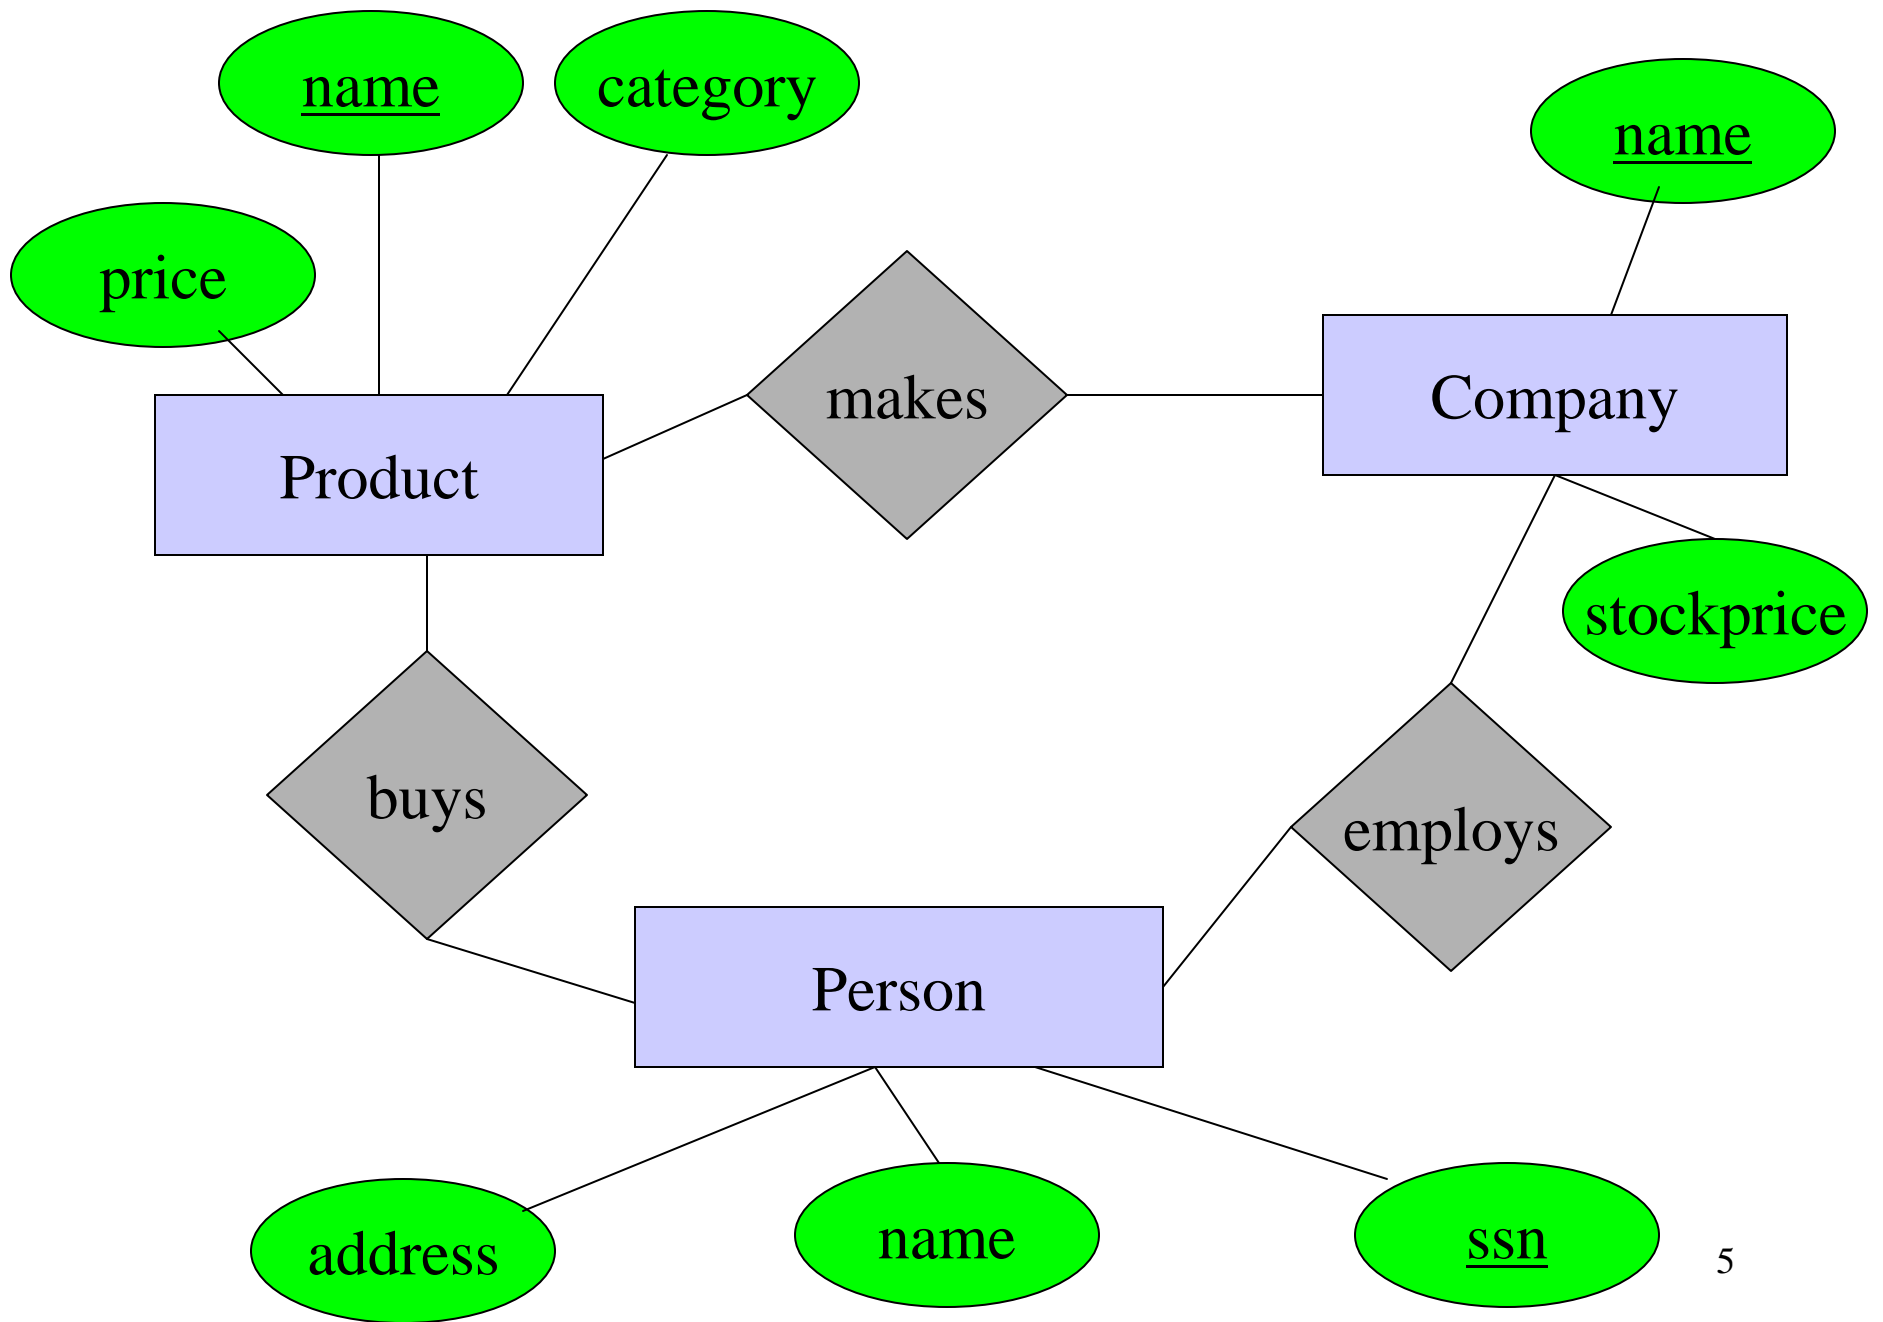 name
category
name
price
makes
Company
Product
stockprice
buys
employs
Person
address
name
ssn
5